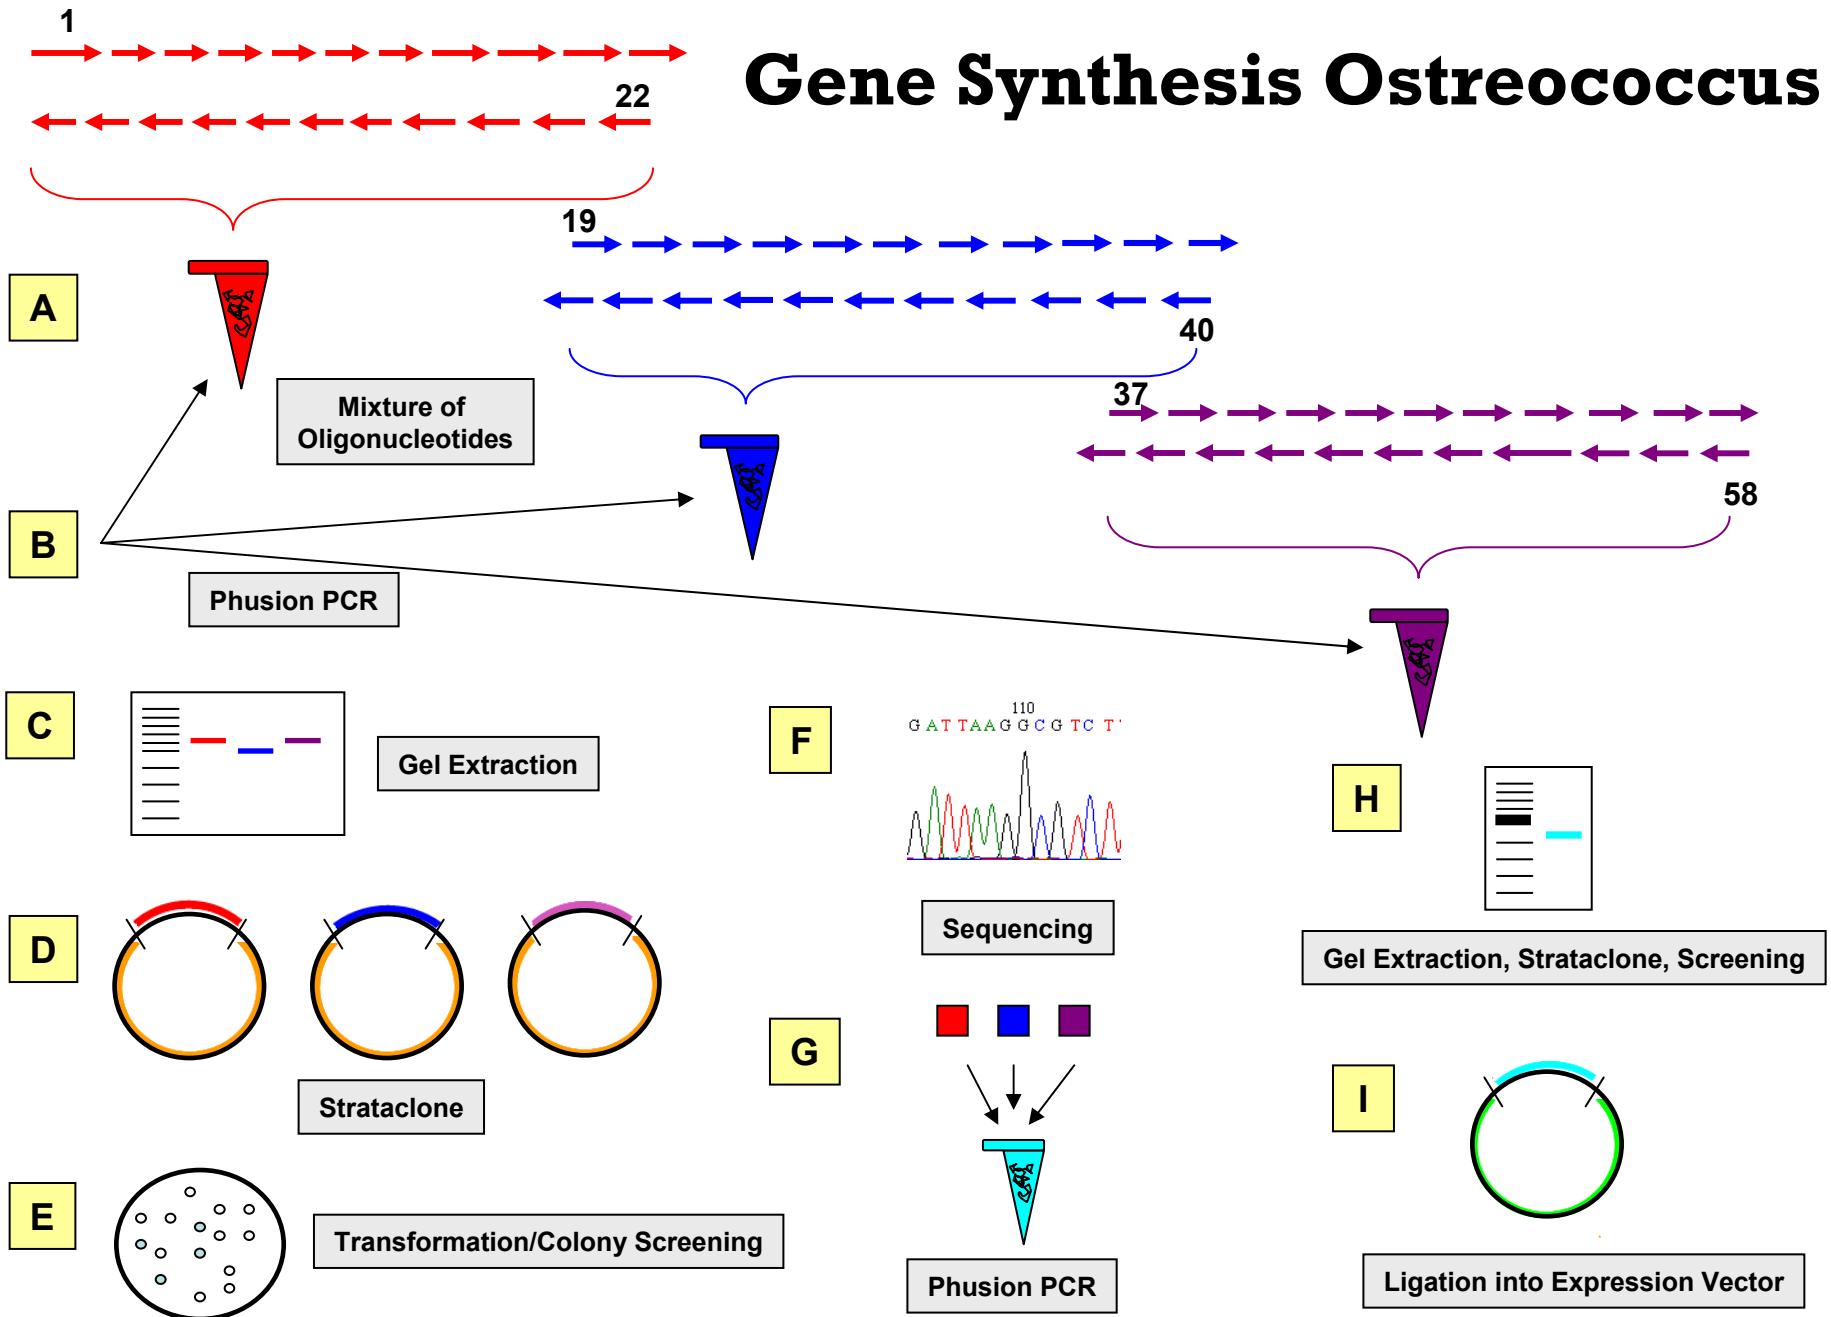 Gene Synthesis Ostreococcus
1
22
19
40
37
58
A
Mixture of
Oligonucleotides
B
Phusion PCR
C
Gel Extraction
D
Strataclone
E
Transformation/Colony Screening
F
110
G A T T A A G G C G T C T
Sequencing
G
Phusion PCR
H
Gel Extraction, Strataclone, Screening
I
Ligation into Expression Vector